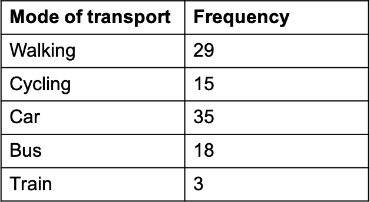 Mode of transport Frequency
Walking 29
Cycling 15
Car 35
Bus 18
Train 3